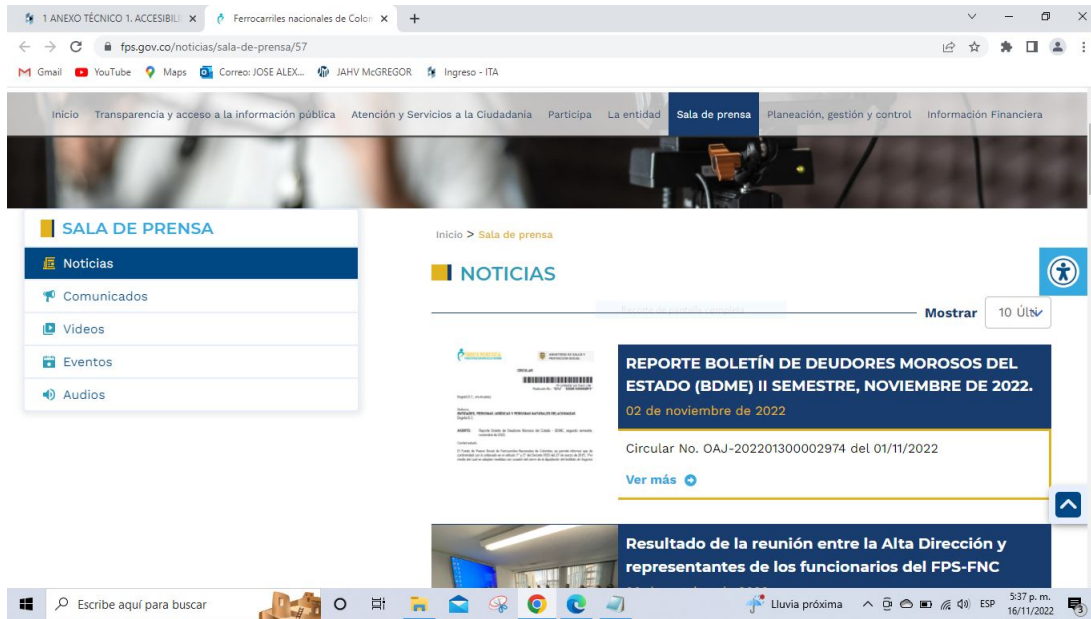 1 ANEXO TÉCNICO 1. ACCESIBILI
Ferrocarriles nacionales de Colom
fps.gov.co/noticias/sala-de-prensa/57
Gmail YouTube Maps Correo: JOSE ALEX... JAHV McGREGOR Ingreso - ITA
Inicio Transparencia y acceso a la información pública Atención y Servicios a la Ciudadanía Participa La entidad Sala de prensa Planeación, gestión y control Información Financiera
SALA DE PRENSA
Noticias
Comunicados
Videos
Eventos
Audios
Inicio > Sala de prensa
NOTICIAS
Mostrar 10 Últi
CIRCULAR
REPORTE BOLETÍN DE DEUDORES MOROSOS DEL
ESTADO (BDME) II SEMESTRE, NOVIEMBRE DE 2022.
02 de noviembre de 2022
Circular No. OAJ-202201300002974 del 01/11/2022
Ver más
Resultado de la reunión entre la Alta Dirección y
representantes de los funcionarios del FPS-FNC
Escribe aquí para buscar
Lluvia próxima
ESP
5:37 p. m.
16/11/2022
3